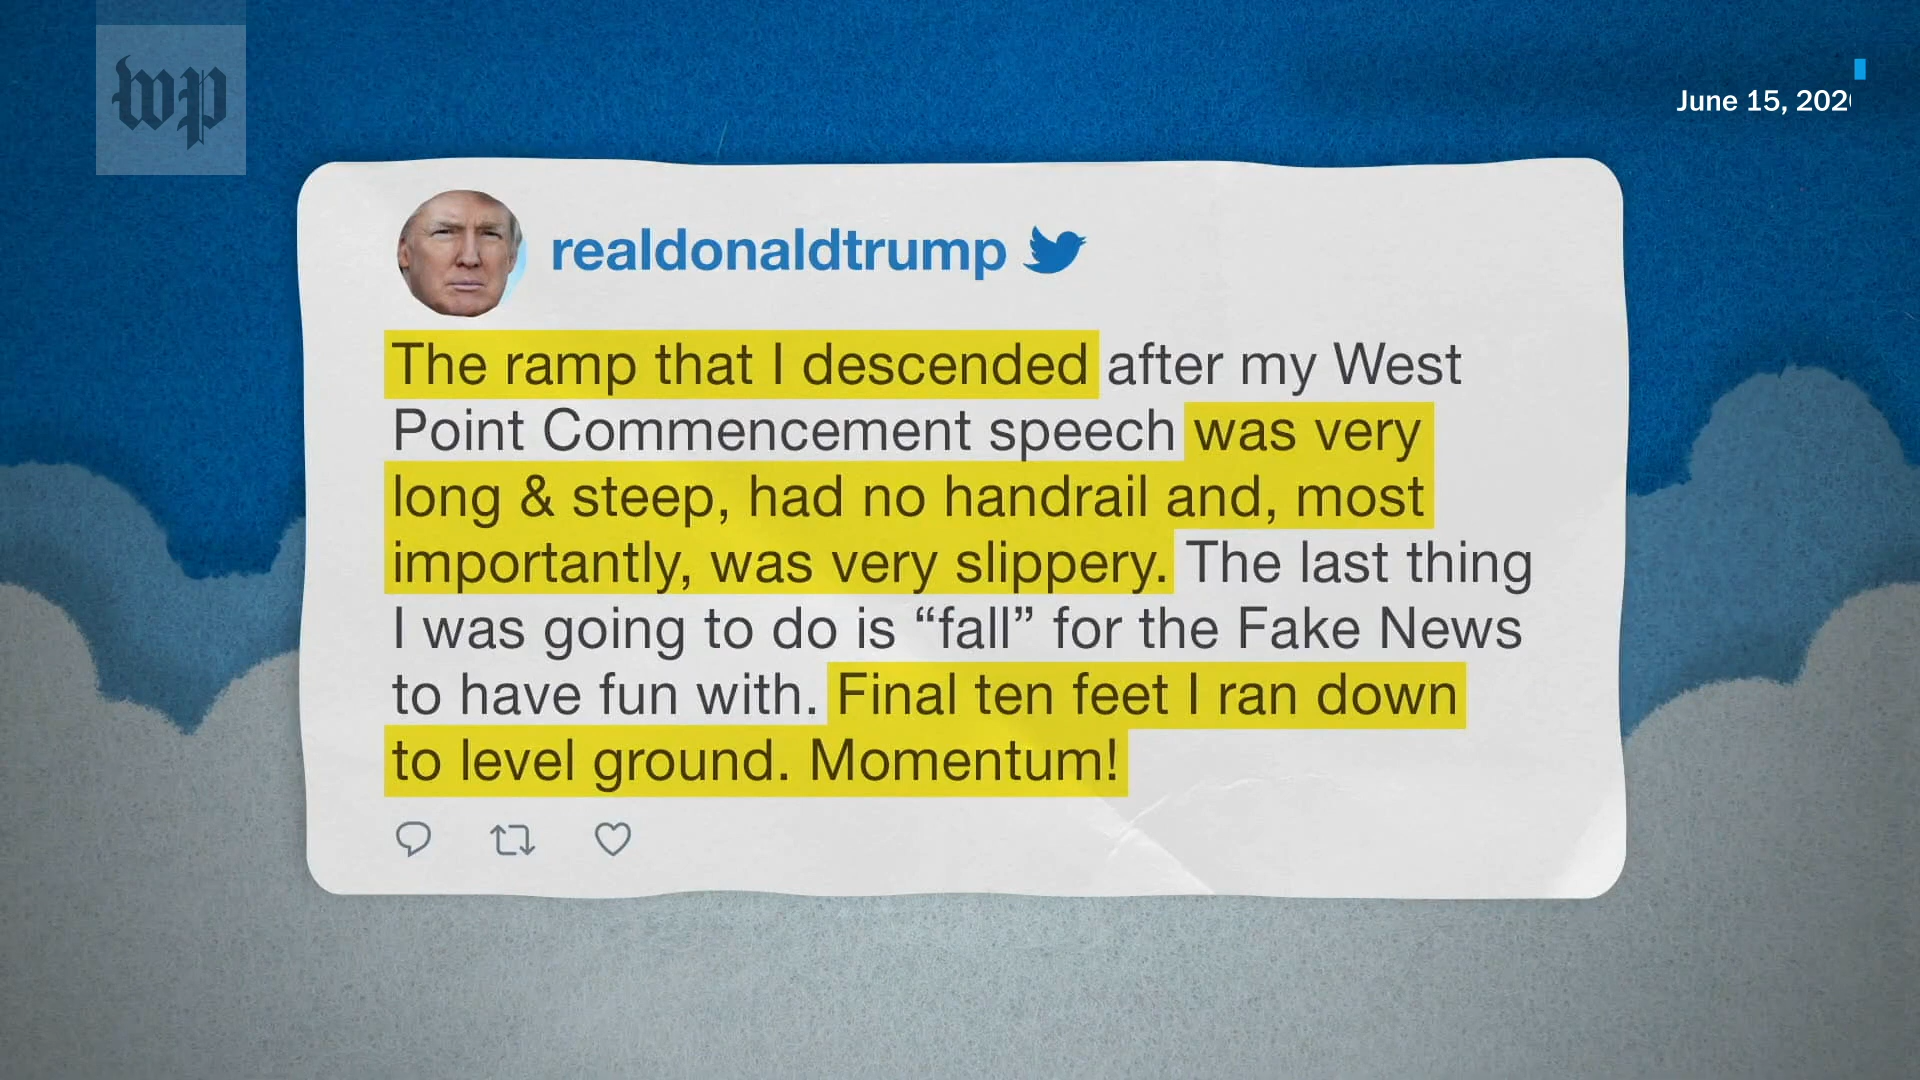 wp
June 15, 202
realdonaldtrump
The ramp that I descended after my West
Point Commencement speech was very
long & steep, had no handrail and, most
importantly, was very slippery. The last thing
I was going to do is “fall” for the Fake News
to have fun with. Final ten feet I ran down
to level ground. Momentum!